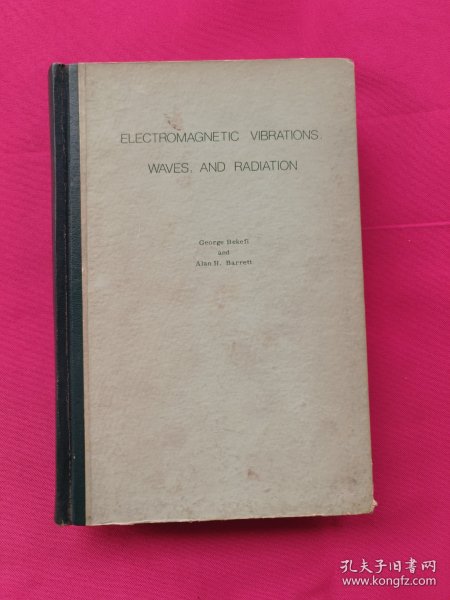 ELECTROMAGNETIC VIBRATIONS,
WAVES, AND RADIATION
George Bekefi
and
Alan H. Barrett
孔夫子旧书网
www.kongfz.com